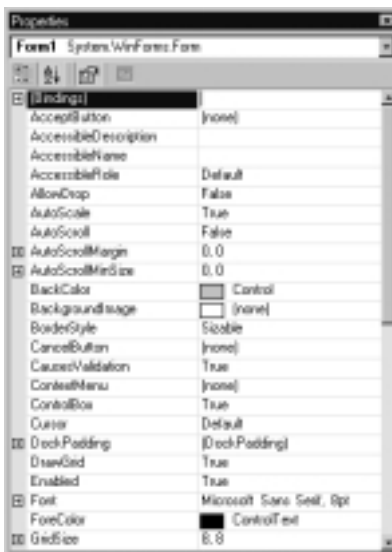 Properties
Form1 System.WinForms.Form
(Bindings)
AcceptButton (none)
AccessibleDescription
AccessibleName
AccessibleRole Default
AllowDrop False
AutoScale True
AutoScroll False
AutoScrollMargin 0, 0
AutoScrollMinSize 0, 0
BackColor Control
BackgroundImage (none)
BorderStyle Sizable
CancelButton (none)
CausesValidation True
ContextMenu (none)
ControlBox True
Cursor Default
DockPadding (DockPadding)
DrawGrid True
Enabled True
Font Microsoft Sans Serif, 8pt
ForeColor ControlText
GridSize 8, 8